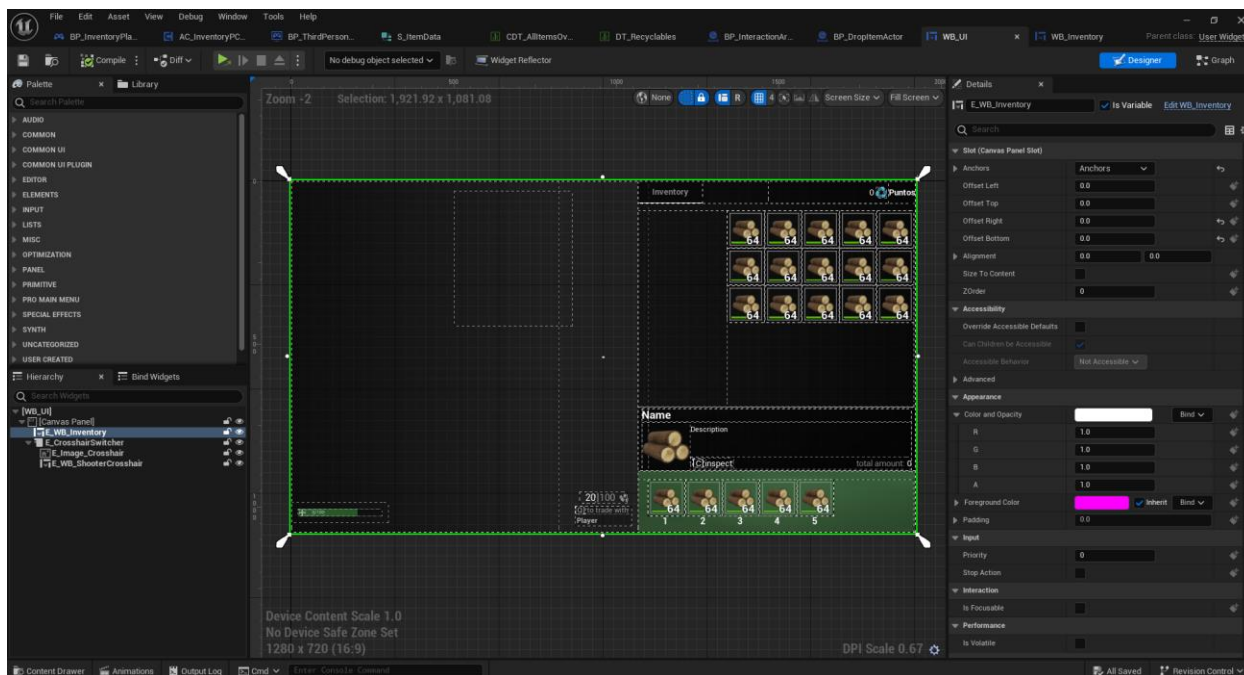 File Edit Asset View Debug Window Tools Help
BP_InventoryPla... AC_InventoryPC... BP_ThirdPerson... S_ItemData CDT_AllItemsOv... DT_Recyclables BP_InteractionAr... BP_DropItemActor WB_UI WB_Inventory Parent class: User Widget
Compile Diff No debug object selected Widget Reflector Designer Graph
Palette Library
Search Palette
AUDIO
COMMON
COMMON UI
COMMON UI PLUGIN
EDITOR
ELEMENTS
INPUT
LISTS
MISC
OPTIMIZATION
PANEL
PRIMITIVE
PRO MAIN MENU
SPECIAL EFFECTS
SYNTH
UNCATEGORIZED
USER CREATED
Hierarchy Bind Widgets
Search Widgets
[WB_UI]
[Canvas Panel]
E_WB_Inventory
E_CrosshairSwitcher
E_Image_Crosshair
E_WB_ShooterCrosshair
0 500 1000 1500 2000
Zoom -2 Selection: 1,921.92 x 1,081.08 None R 4 Screen Size Fill Screen
Inventory 0 Puntos
64 64 64 64 64
64 64 64 64 64
64 64 64 64 64
Name
Description
[C]inspect total amount 0
20|100
to trade with
Player
64 64 64 64 64
1 2 3 4 5
Device Content Scale 1.0
No Device Safe Zone Set
1280 x 720 (16:9) DPI Scale 0.67
Details
E_WB_Inventory Is Variable Edit WB_Inventory
Search
Slot (Canvas Panel Slot)
Anchors Anchors
Offset Left 0.0
Offset Top 0.0
Offset Right 0.0
Offset Bottom 0.0
Alignment 0.0 0.0
Size To Content
ZOrder 0
Accessibility
Override Accessible Defaults
Can Children be Accessible
Accessible Behavior Not Accessible
Advanced
Appearance
Color and Opacity Bind
R 1.0
G 1.0
B 1.0
A 1.0
Foreground Color Inherit Bind
Padding 0.0
Input
Priority 0
Stop Action
Interaction
Is Focusable
Performance
Is Volatile
Content Drawer Animations Output Log Cmd Enter Console Command All Saved Revision Control